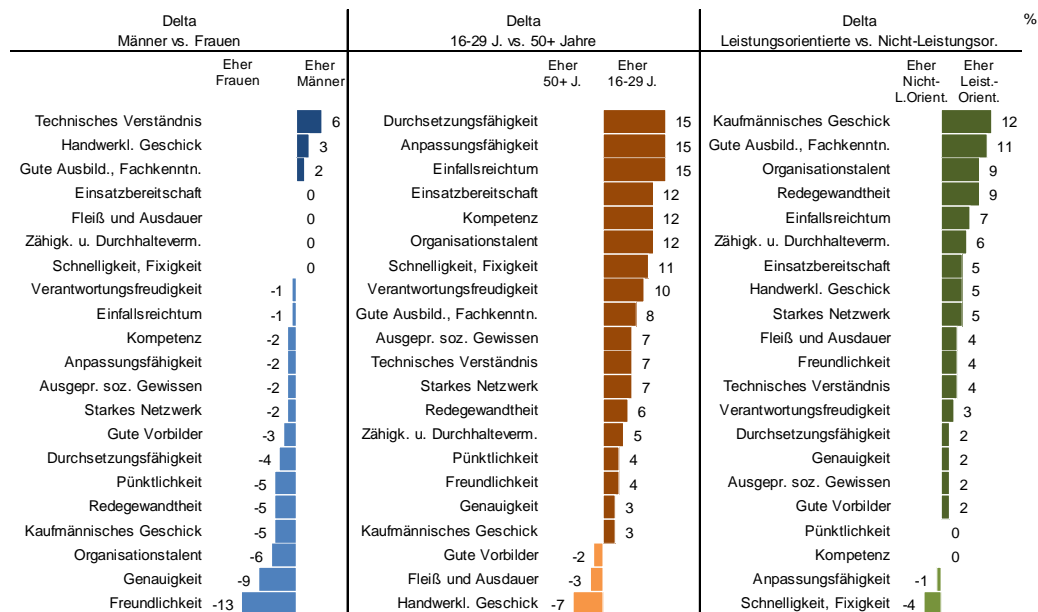 Delta
Männer vs. Frauen
Eher
Frauen
Eher
Männer
Technisches Verständnis 6
Handwerkl. Geschick 3
Gute Ausbild., Fachkenntn. 2
Einsatzbereitschaft 0
Fleiß und Ausdauer 0
Zähigk. u. Durchhalteverm. 0
Schnelligkeit, Fixigkeit 0
Verantwortungsfreudigkeit -1
Einfallsreichtum -1
Kompetenz -2
Anpassungsfähigkeit -2
Ausgepr. soz. Gewissen -2
Starkes Netzwerk -2
Gute Vorbilder -3
Durchsetzungsfähigkeit -4
Pünktlichkeit -5
Redegewandtheit -5
Kaufmännisches Geschick -5
Organisationstalent -6
Genauigkeit -9
Freundlichkeit -13
Delta
16-29 J. vs. 50+ Jahre
Eher
50+ J.
Eher
16-29 J.
Durchsetzungsfähigkeit 15
Anpassungsfähigkeit 15
Einfallsreichtum 15
Einsatzbereitschaft 12
Kompetenz 12
Organisationstalent 12
Schnelligkeit, Fixigkeit 11
Verantwortungsfreudigkeit 10
Gute Ausbild., Fachkenntn. 8
Ausgepr. soz. Gewissen 7
Technisches Verständnis 7
Starkes Netzwerk 7
Redegewandtheit 6
Zähigk. u. Durchhalteverm. 5
Pünktlichkeit 4
Freundlichkeit 4
Genauigkeit 3
Kaufmännisches Geschick 3
Gute Vorbilder -2
Fleiß und Ausdauer -3
Handwerkl. Geschick -7
Delta
Leistungsorientierte vs. Nicht-Leistungsor.
%
Eher
Nicht-
L.Orient.
Eher
Leist.-
Orient.
Kaufmännisches Geschick 12
Gute Ausbild., Fachkenntn. 11
Organisationstalent 9
Redegewandtheit 9
Einfallsreichtum 7
Zähigk. u. Durchhalteverm. 6
Einsatzbereitschaft 5
Handwerkl. Geschick 5
Starkes Netzwerk 5
Fleiß und Ausdauer 4
Freundlichkeit 4
Technisches Verständnis 4
Verantwortungsfreudigkeit 3
Durchsetzungsfähigkeit 2
Genauigkeit 2
Ausgepr. soz. Gewissen 2
Gute Vorbilder 2
Pünktlichkeit 0
Kompetenz 0
Anpassungsfähigkeit -1
Schnelligkeit, Fixigkeit -4